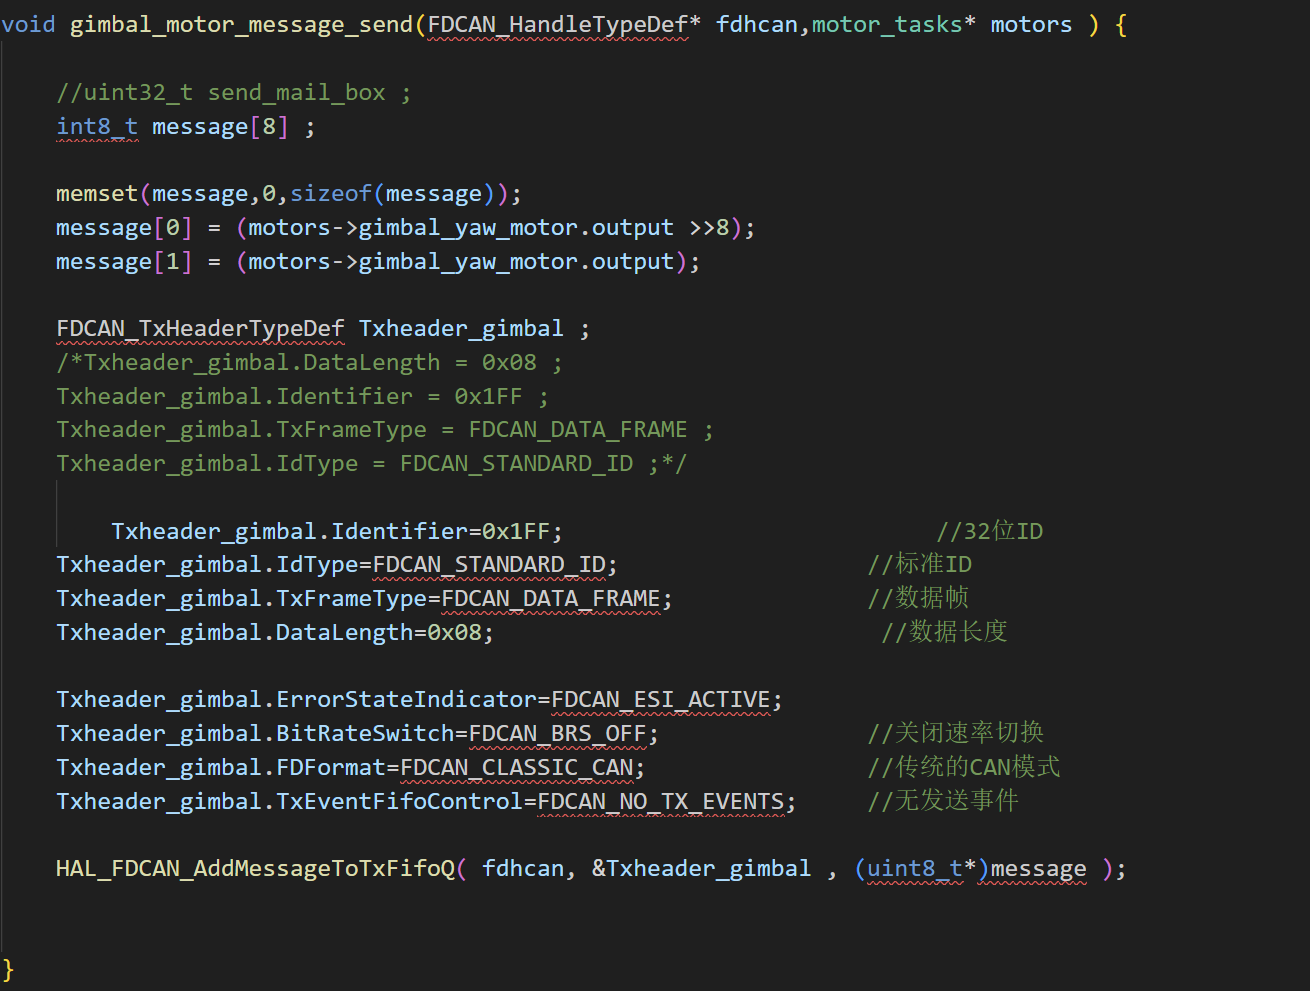 void gimbal_motor_message_send(FDCAN_HandleTypeDef* fdhcan,motor_tasks* motors ) {
//uint32_t send_mail_box ;
int8_t message[8] ;
memset(message,0,sizeof(message));
message[0] = (motors->gimbal_yaw_motor.output >>8);
message[1] = (motors->gimbal_yaw_motor.output);
FDCAN_TxHeaderTypeDef Txheader_gimbal ;
/*Txheader_gimbal.DataLength = 0x08 ;
Txheader_gimbal.Identifier = 0x1FF ;
Txheader_gimbal.TxFrameType = FDCAN_DATA_FRAME ;
Txheader_gimbal.IdType = FDCAN_STANDARD_ID ;*/
Txheader_gimbal.Identifier=0x1FF; //32位ID
Txheader_gimbal.IdType=FDCAN_STANDARD_ID; //标准ID
Txheader_gimbal.TxFrameType=FDCAN_DATA_FRAME; //数据帧
Txheader_gimbal.DataLength=0x08; //数据长度
Txheader_gimbal.ErrorStateIndicator=FDCAN_ESI_ACTIVE;
Txheader_gimbal.BitRateSwitch=FDCAN_BRS_OFF; //关闭速率切换
Txheader_gimbal.FDFormat=FDCAN_CLASSIC_CAN; //传统的CAN模式
Txheader_gimbal.TxEventFifoControl=FDCAN_NO_TX_EVENTS; //无发送事件
HAL_FDCAN_AddMessageToTxFifoQ( fdhcan, &Txheader_gimbal , (uint8_t*)message );
}